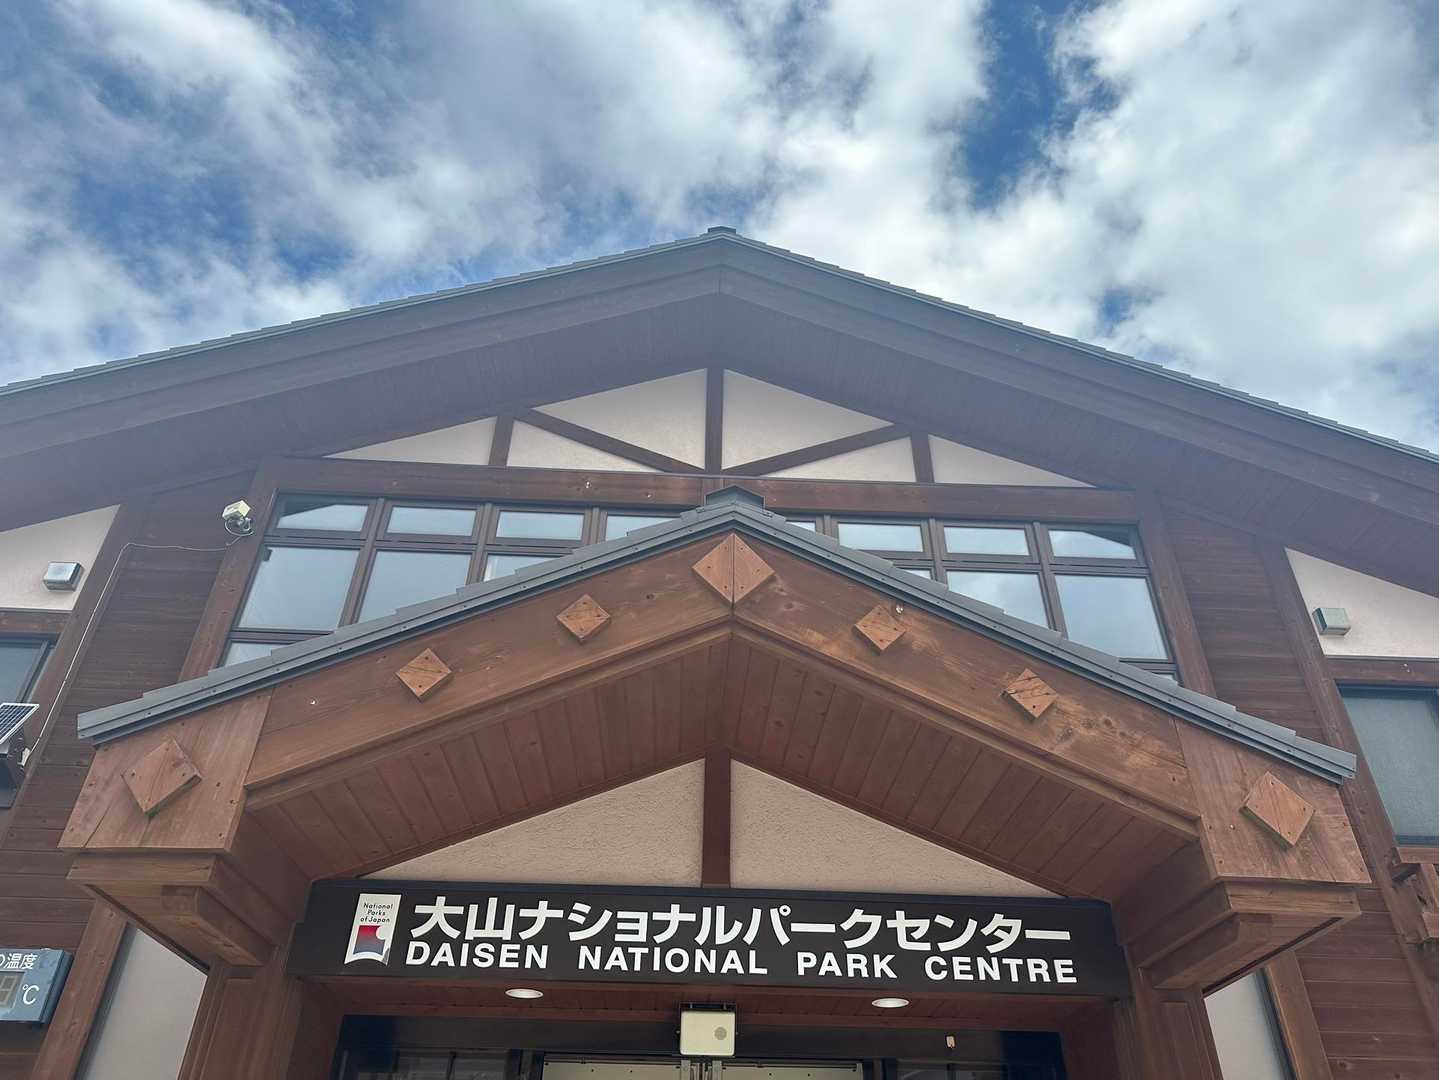 National
Parks
of Japan
大山ナショナルパークセンター
DAISEN NATIONAL PARK CENTRE
の温度
℃